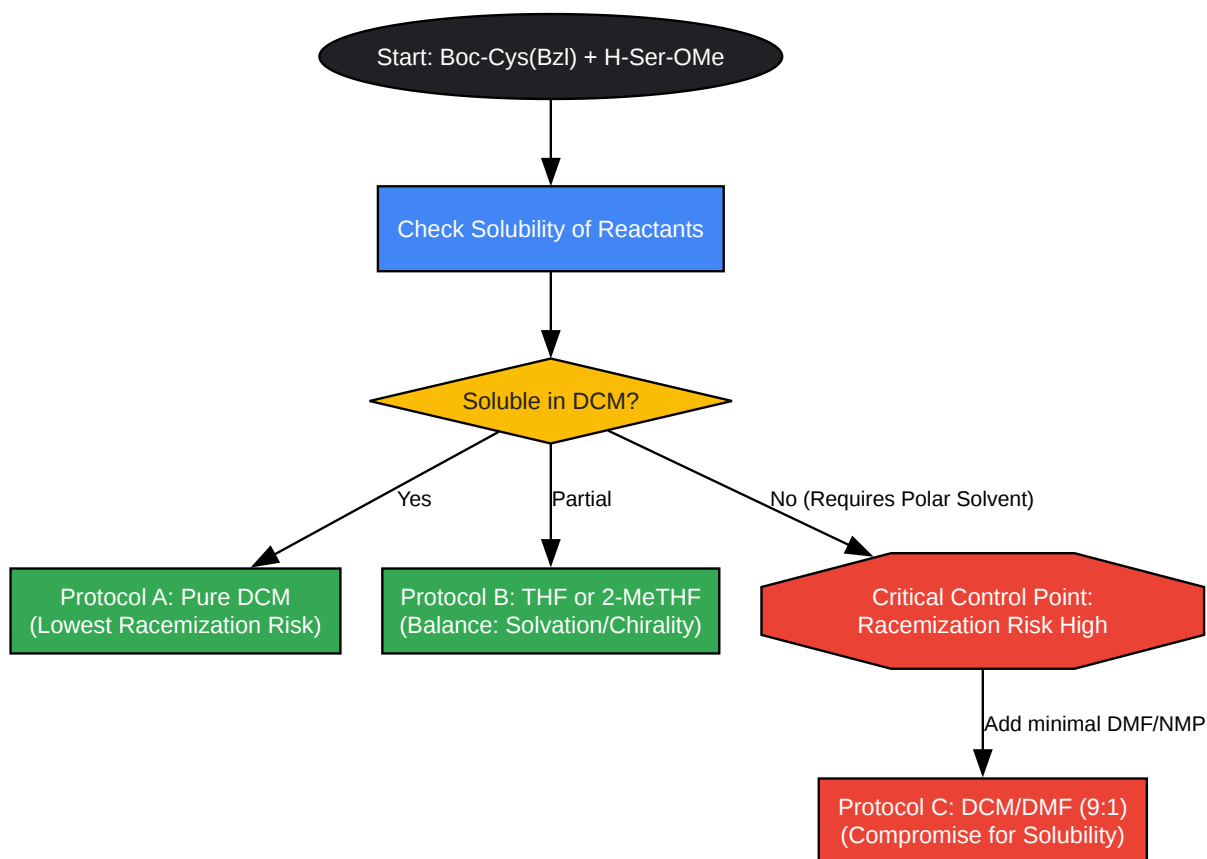 Start: Boc-Cys(Bzl) + H-Ser-OMe
Check Solubility of Reactants
Soluble in DCM?
Yes
Partial
No (Requires Polar Solvent)
Protocol A: Pure DCM
(Lowest Racemization Risk)
Protocol B: THF or 2-MeTHF
(Balance: Solvation/Chirality)
Critical Control Point:
Racemization Risk High
Add minimal DMF/NMP
Protocol C: DCM/DMF (9:1)
(Compromise for Solubility)